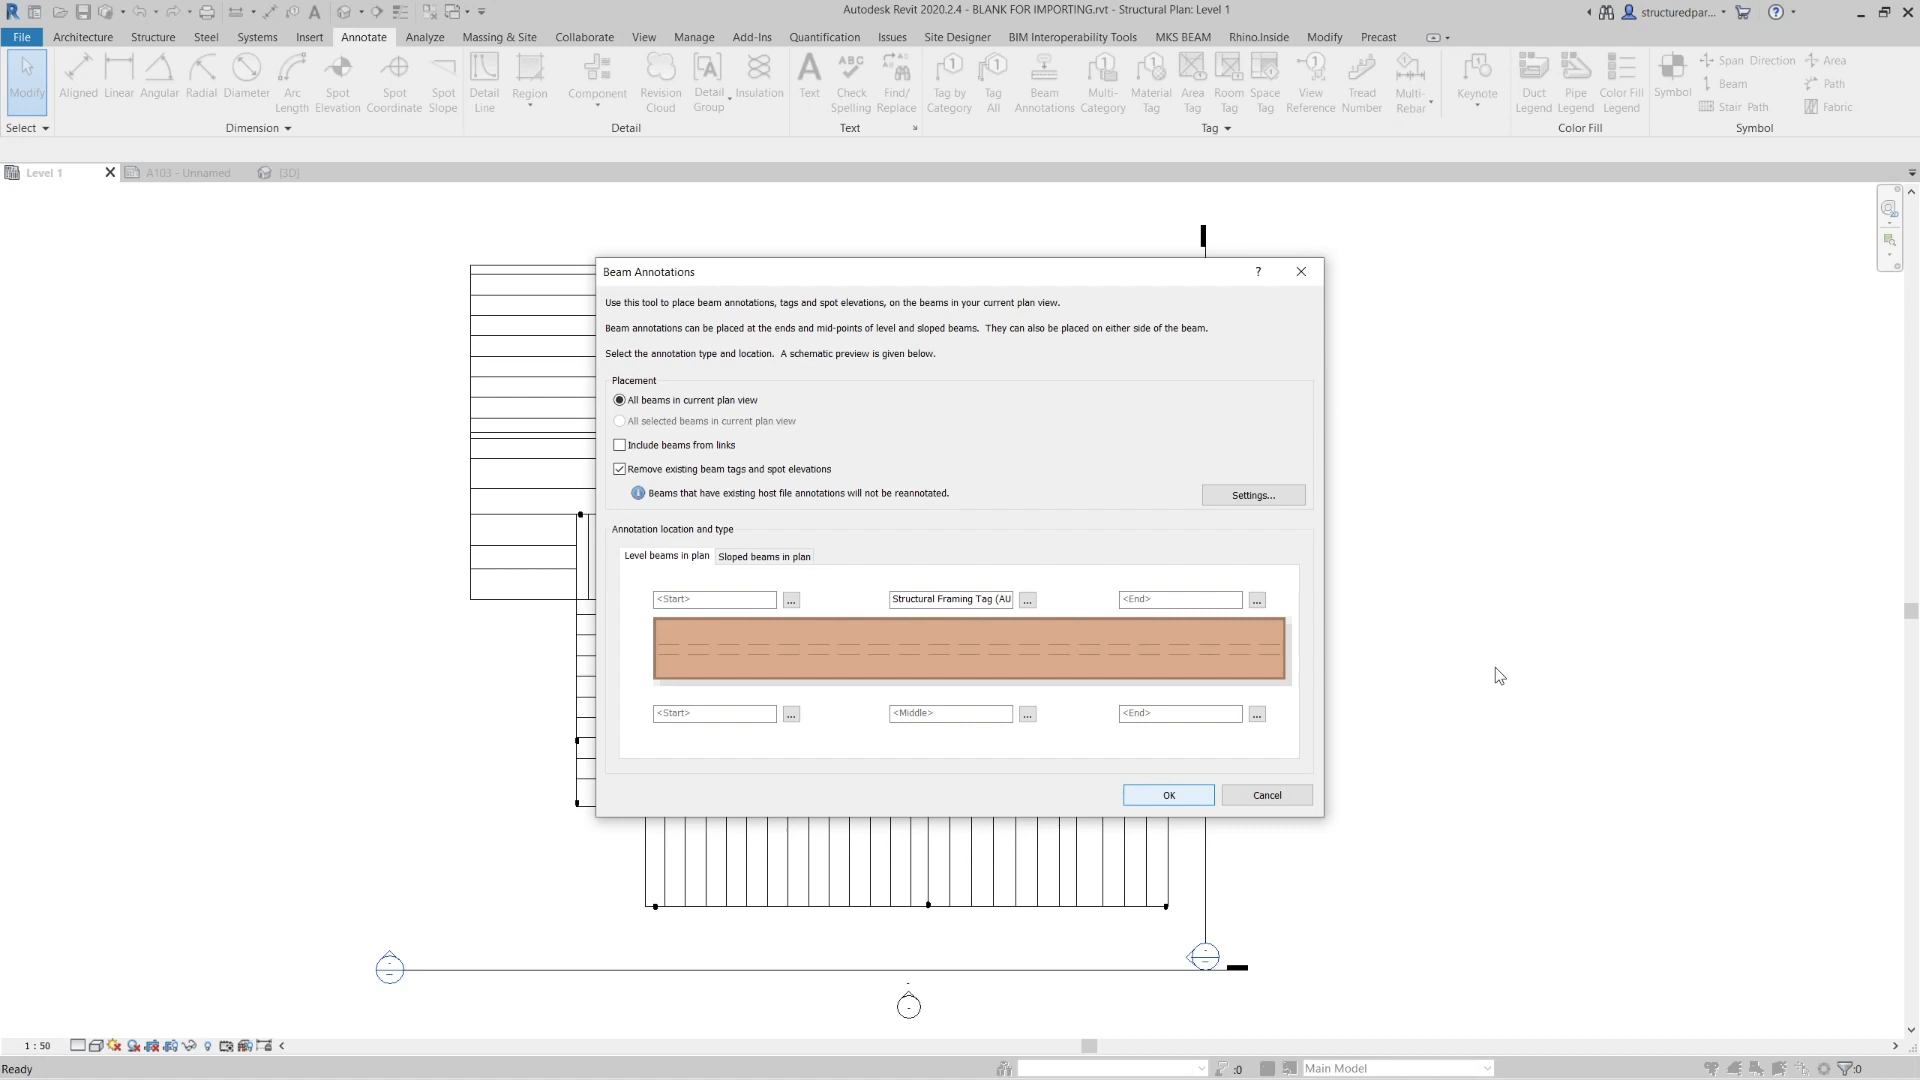 Autodesk Revit 2020.2.4 - BLANK FOR IMPORTING.rvt - Structural Plan: Level 1
structuredpar...
File Architecture Structure Steel Systems Insert Annotate Analyze Massing & Site Collaborate View Manage Add-Ins Quantification Issues Site Designer BIM Interoperability Tools MKS BEAM Rhino.Inside Modify Precast
Modify Aligned Linear Angular Radial Diameter Arc Length Spot Elevation Spot Coordinate Spot Slope Detail Line Region Component Revision Cloud Detail Group Insulation Text Check Spelling Find/ Replace Tag by Category Tag All Beam Annotations Multi- Category Material Tag Area Tag Room Tag Space Tag View Reference Tread Number Multi- Rebar Keynote Duct Legend Pipe Legend Color Fill Legend Symbol
Span Direction Area
Beam Path
Stair Path Fabric
Select Dimension Detail Text Tag Color Fill Symbol
Level 1 A103 - Unnamed {3D}
Beam Annotations
Use this tool to place beam annotations, tags and spot elevations, on the beams in your current plan view.
Beam annotations can be placed at the ends and mid-points of level and sloped beams. They can also be placed on either side of the beam.
Select the annotation type and location. A schematic preview is given below.
Placement
All beams in current plan view
All selected beams in current plan view
Include beams from links
Remove existing beam tags and spot elevations
Beams that have existing host file annotations will not be reannotated.
Settings...
Annotation location and type
Level beams in plan Sloped beams in plan
<Start> ... Structural Framing Tag (AU ... <End> ...
<Start> ... <Middle> ... <End> ...
OK Cancel
1 : 50
Ready :0 Main Model :0